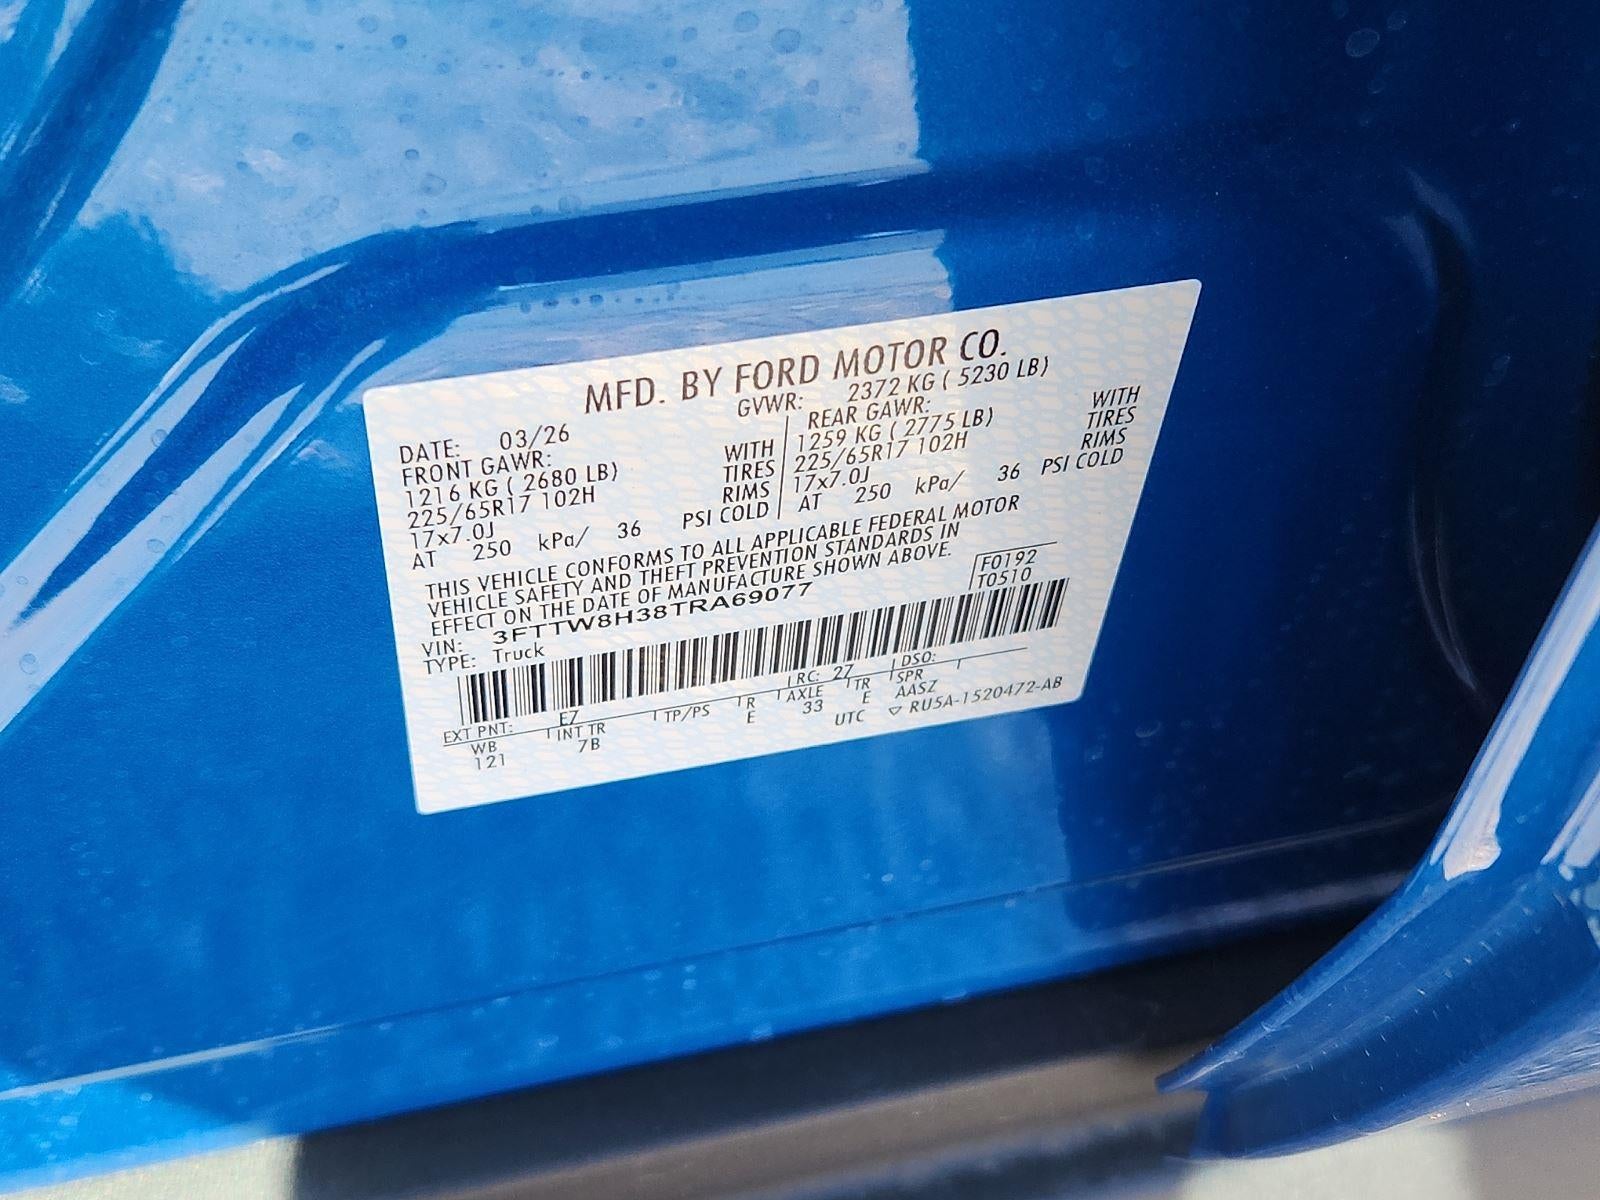 MFD. BY FORD MOTOR CO.
DATE: 03/26 GVWR: 2372 KG ( 5230 LB)
FRONT GAWR: REAR GAWR:
1216 KG ( 2680 LB) WITH 1259 KG ( 2775 LB) WITH
225/65R17 102H TIRES 225/65R17 102H TIRES
17x7.0J RIMS 17x7.0J RIMS
AT 250 kPa/ 36 PSI COLD AT 250 kPa/ 36 PSI COLD
THIS VEHICLE CONFORMS TO ALL APPLICABLE FEDERAL MOTOR
VEHICLE SAFETY AND THEFT PREVENTION STANDARDS IN
EFFECT ON THE DATE OF MANUFACTURE SHOWN ABOVE.
F0192
VIN: 3FTTW8H38TRA69077 T0510
TYPE: Truck
EXT PNT: E7 RC: 27 DSO:
WB INT TR TP/PS R AXLE TR SPR
121 7B E 33 E AASZ
UTC ▽ RU5A-1520472-AB